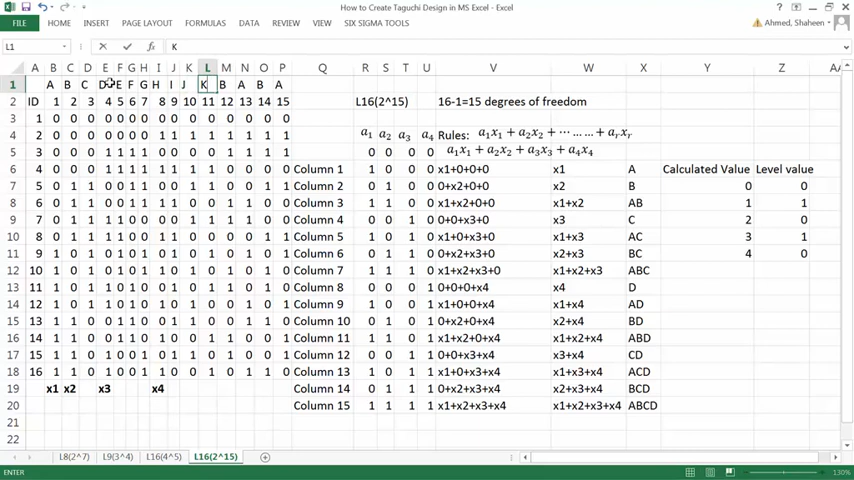 How to Create Taguchi Design in MS Excel - Excel
FILE HOME INSERT PAGE LAYOUT FORMULAS DATA REVIEW VIEW SIX SIGMA TOOLS Ahmed, Shaheen
L1 K
A B C D E F G H I J K L M N O P Q R S T U V W X Y Z AA
1 A B C D E F G H I J K B A B A
2 ID 1 2 3 4 5 6 7 8 9 10 11 12 13 14 15 L16(2^15) 16-1=15 degrees of freedom
3 1 0 0 0 0 0 0 0 0 0 0 0 0 0 0 0
4 2 0 0 0 0 0 0 0 1 1 1 1 1 1 1 1 a1 a2 a3 a4 Rules: a1x1 + a2x2 + ⋯ … … + arxr
5 3 0 0 0 1 1 1 1 0 0 0 0 1 1 1 1 0 0 0 0 a1x1 + a2x2 + a3x3 + a4x4
6 4 0 0 0 1 1 1 1 1 1 1 1 0 0 0 0 Column 1 1 0 0 0 x1+0+0+0 x1 A Calculated Value Level value
7 5 0 1 1 0 0 1 1 0 0 1 1 0 0 1 1 Column 2 0 1 0 0 0+x2+0+0 x2 B 0 0
8 6 0 1 1 0 0 1 1 1 1 0 0 1 1 0 0 Column 3 1 1 0 0 x1+x2+0+0 x1+x2 AB 1 1
9 7 0 1 1 1 1 0 0 0 0 1 1 1 1 0 0 Column 4 0 0 1 0 0+0+x3+0 x3 C 2 0
10 8 0 1 1 1 1 0 0 1 1 0 0 0 0 1 1 Column 5 1 0 1 0 x1+0+x3+0 x1+x3 AC 3 1
11 9 1 0 1 0 1 0 1 0 1 0 1 0 1 0 1 Column 6 0 1 1 0 0+x2+x3+0 x2+x3 BC 4 0
12 10 1 0 1 0 1 0 1 1 0 1 0 1 0 1 0 Column 7 1 1 1 0 x1+x2+x3+0 x1+x2+x3 ABC
13 11 1 0 1 1 0 1 0 0 1 0 1 1 0 1 0 Column 8 0 0 0 1 0+0+0+x4 x4 D
14 12 1 0 1 1 0 1 0 1 0 1 0 0 1 0 1 Column 9 1 0 0 1 x1+0+0+x4 x1+x4 AD
15 13 1 1 0 0 1 1 0 0 1 1 0 0 1 1 0 Column 10 0 1 0 1 0+x2+0+x4 x2+x4 BD
16 14 1 1 0 0 1 1 0 1 0 0 1 1 0 0 1 Column 11 1 1 0 1 x1+x2+0+x4 x1+x2+x4 ABD
17 15 1 1 0 1 0 0 1 0 1 1 0 1 0 0 1 Column 12 0 0 1 1 0+0+x3+x4 x3+x4 CD
18 16 1 1 0 1 0 0 1 1 0 0 1 0 1 1 0 Column 13 1 0 1 1 x1+0+x3+x4 x1+x3+x4 ACD
19 x1 x2 x3 x4 Column 14 0 1 1 1 0+x2+x3+x4 x2+x3+x4 BCD
20 Column 15 1 1 1 1 x1+x2+x3+x4 x1+x2+x3+x4 ABCD
21
22
L8(2^7) L9(3^4) L16(4^5) L16(2^15)
ENTER 130%